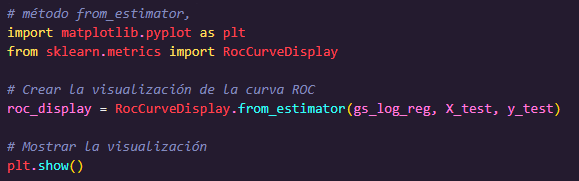 # método from_estimator,
import matplotlib.pyplot as plt
from sklearn.metrics import RocCurveDisplay
# Crear la visualización de la curva ROC
roc_display = RocCurveDisplay.from_estimator(gs_log_reg, X_test, y_test)
# Mostrar la visualización
plt.show()